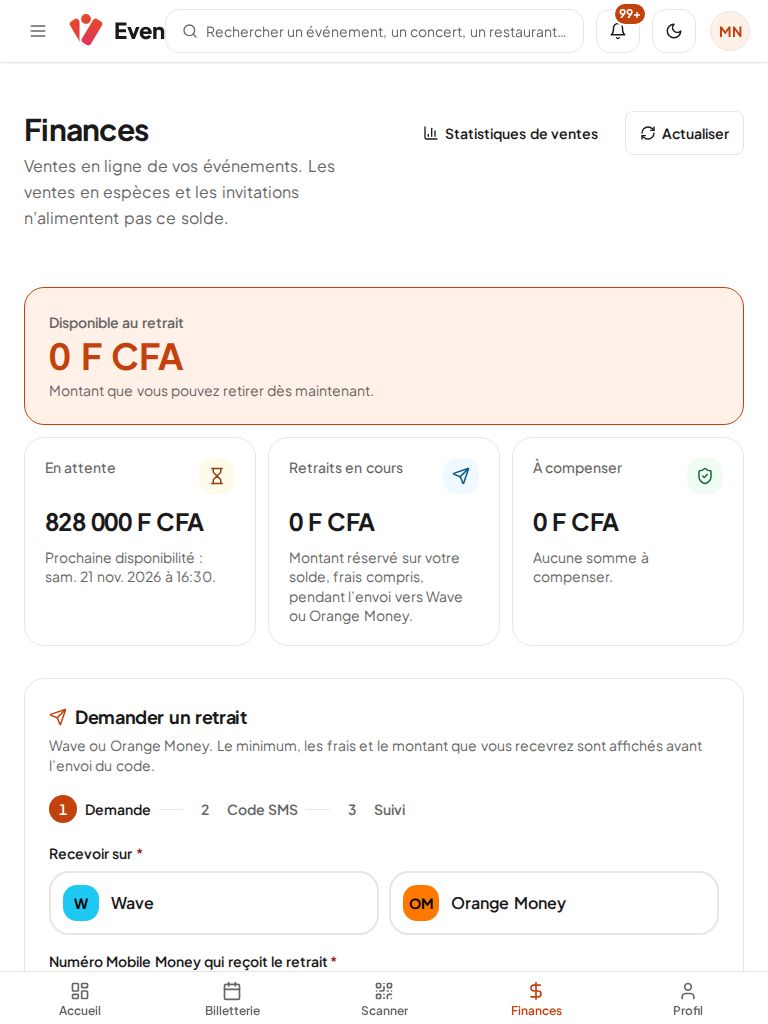 Even
Rechercher un événement, un concert, un restaurant…
99+
MN
Finances
Statistiques de ventes
Actualiser
Ventes en ligne de vos événements. Les
ventes en espèces et les invitations
n'alimentent pas ce solde.
Disponible au retrait
0 F CFA
Montant que vous pouvez retirer dès maintenant.
En attente
828 000 F CFA
Prochaine disponibilité :
sam. 21 nov. 2026 à 16:30.
Retraits en cours
0 F CFA
Montant réservé sur votre
solde, frais compris,
pendant l'envoi vers Wave
ou Orange Money.
À compenser
0 F CFA
Aucune somme à
compenser.
Demander un retrait
Wave ou Orange Money. Le minimum, les frais et le montant que vous recevrez sont affichés avant
l'envoi du code.
1 Demande 2 Code SMS 3 Suivi
Recevoir sur *
W Wave
OM Orange Money
Numéro Mobile Money qui reçoit le retrait *
Accueil
Billetterie
Scanner
Finances
Profil